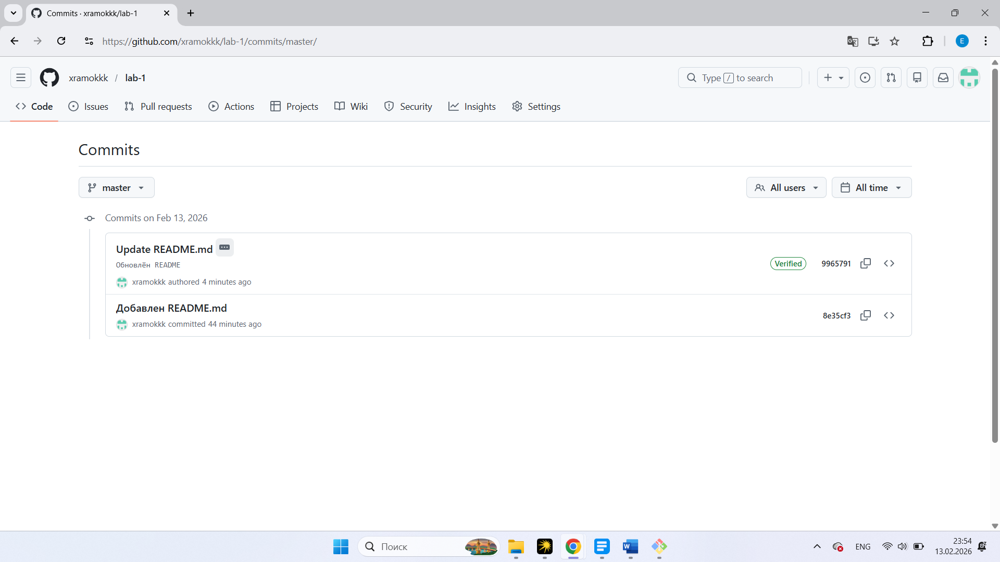 Commits · xramokkk/lab-1
https://github.com/xramokkk/lab-1/commits/master/
E
xramokkk / lab-1
Type / to search
Code
Issues
Pull requests
Actions
Projects
Wiki
Security
Insights
Settings
Commits
master
All users
All time
Commits on Feb 13, 2026
Update README.md
Обновлён README
xramokkk authored 4 minutes ago
Verified
9965791
Добавлен README.md
xramokkk committed 44 minutes ago
8e35cf3
Поиск
ENG
23:54
13.02.2026